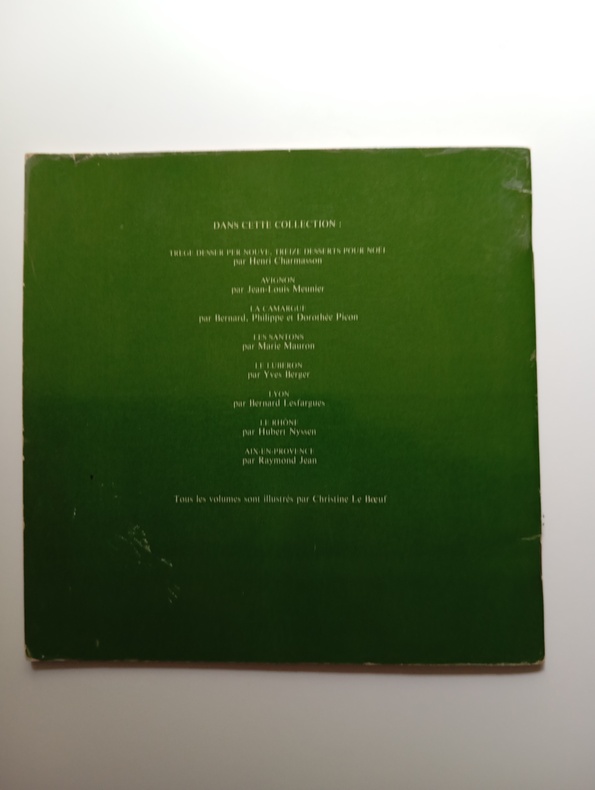 DANS CETTE COLLECTION :
TREGE DESSER PER NOUVE, TREIZE DESSERTS POUR NOËL
par Henri Charmasson
AVIGNON
par Jean-Louis Meunier
LA CAMARGUE
par Bernard, Philippe et Dorothée Picon
LES SANTONS
par Marie Mauron
LE LUBERON
par Yves Berger
LYON
par Bernard Lesfargues
LE RHÔNE
par Hubert Nyssen
AIX-EN-PROVENCE
par Raymond Jean
Tous les volumes sont illustrés par Christine Le Bœuf